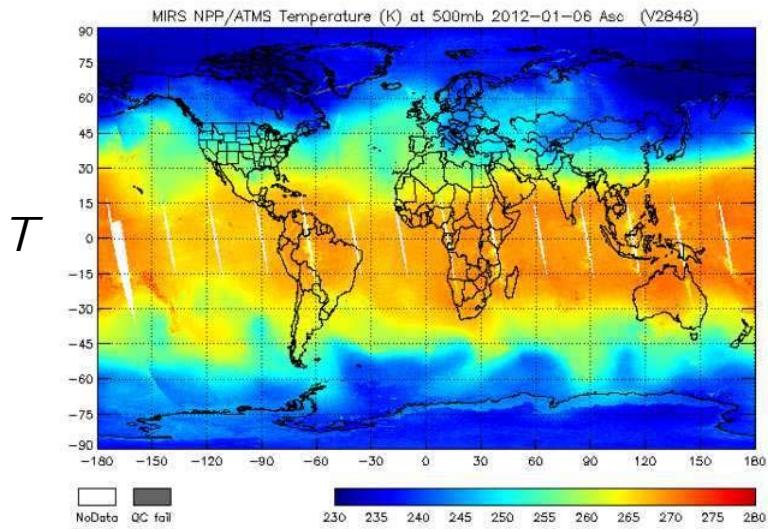 MIRS NPP/ATMS Temperature (K) at 500mb 2012-01-06 Asc (V2848)
90
75
60
45
30
15
0
-15
-30
-45
-60
-75
-90
T
-180 -150 -120 -90 -60 -30 0 30 60 90 120 150 180
NoData QC fail
230 235 240 245 250 255 260 265 270 275 280